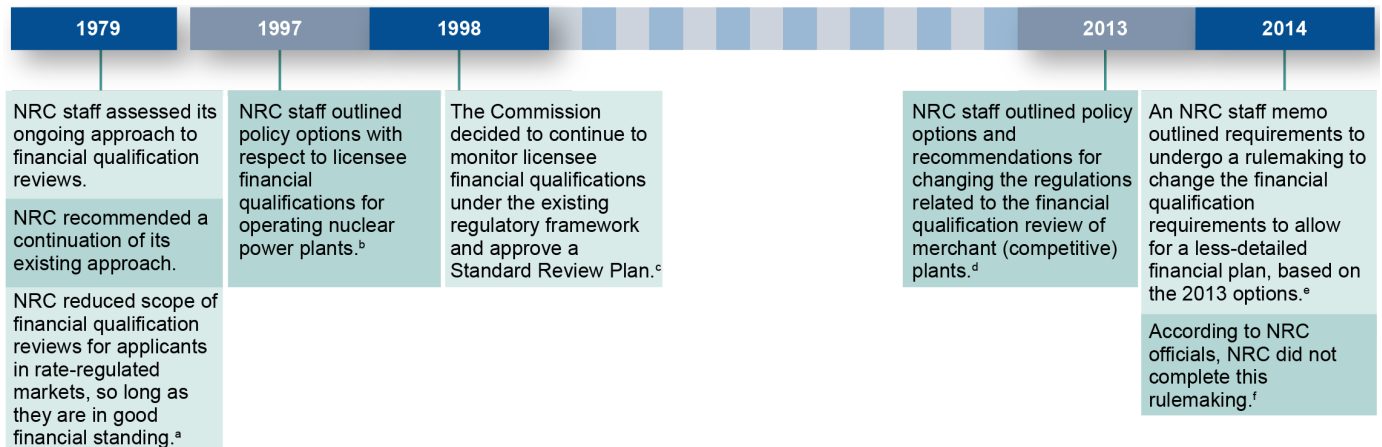 1979
1997
1998
2013
2014
NRC staff assessed its
ongoing approach to
financial qualification
reviews.
NRC recommended a
continuation of its
existing approach.
NRC reduced scope of
financial qualification
reviews for applicants
in rate-regulated
markets, so long as
they are in good
financial standing.ᵃ
NRC staff outlined
policy options with
respect to licensee
financial
qualifications for
operating nuclear
power plants.ᵇ
The Commission
decided to continue to
monitor licensee
financial qualifications
under the existing
regulatory framework
and approve a
Standard Review Plan.ᶜ
NRC staff outlined policy
options and
recommendations for
changing the regulations
related to the financial
qualification review of
merchant (competitive)
plants.ᵈ
An NRC staff memo
outlined requirements to
undergo a rulemaking to
change the financial
qualification
requirements to allow
for a less-detailed
financial plan, based on
the 2013 options.ᵉ
According to NRC
officials, NRC did not
complete this
rulemaking.ᶠ